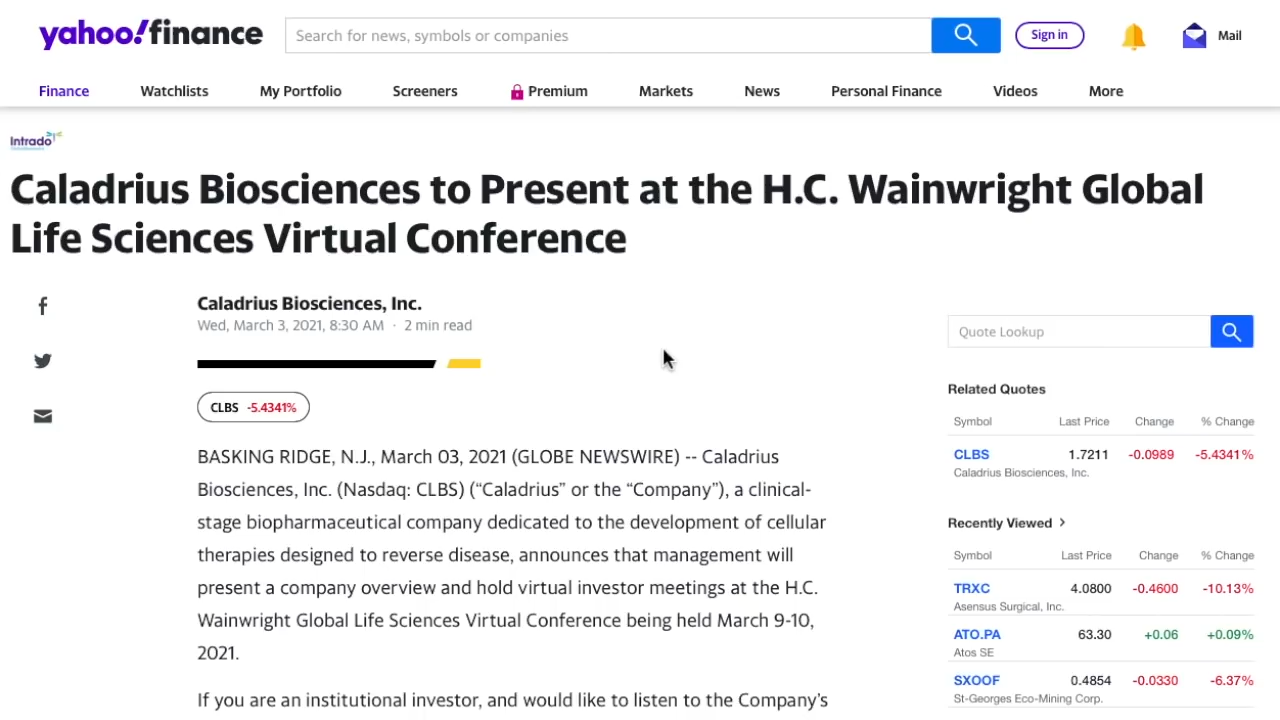 yahoo!finance
Search for news, symbols or companies
Sign in
Mail
Finance
Watchlists
My Portfolio
Screeners
Premium
Markets
News
Personal Finance
Videos
More
Intrado
Caladrius Biosciences to Present at the H.C. Wainwright Global
Life Sciences Virtual Conference
Caladrius Biosciences, Inc.
Wed, March 3, 2021, 8:30 AM · 2 min read
CLBS -5.4341%
BASKING RIDGE, N.J., March 03, 2021 (GLOBE NEWSWIRE) -- Caladrius
Biosciences, Inc. (Nasdaq: CLBS) (“Caladrius” or the “Company”), a clinical-
stage biopharmaceutical company dedicated to the development of cellular
therapies designed to reverse disease, announces that management will
present a company overview and hold virtual investor meetings at the H.C.
Wainwright Global Life Sciences Virtual Conference being held March 9-10,
2021.
If you are an institutional investor, and would like to listen to the Company’s
Quote Lookup
Related Quotes
Symbol Last Price Change % Change
CLBS 1.7211 -0.0989 -5.4341%
Caladrius Biosciences, Inc.
Recently Viewed
Symbol Last Price Change % Change
TRXC 4.0800 -0.4600 -10.13%
Asensus Surgical, Inc.
ATO.PA 63.30 +0.06 +0.09%
Atos SE
SXOOF 0.4854 -0.0330 -6.37%
St-Georges Eco-Mining Corp.